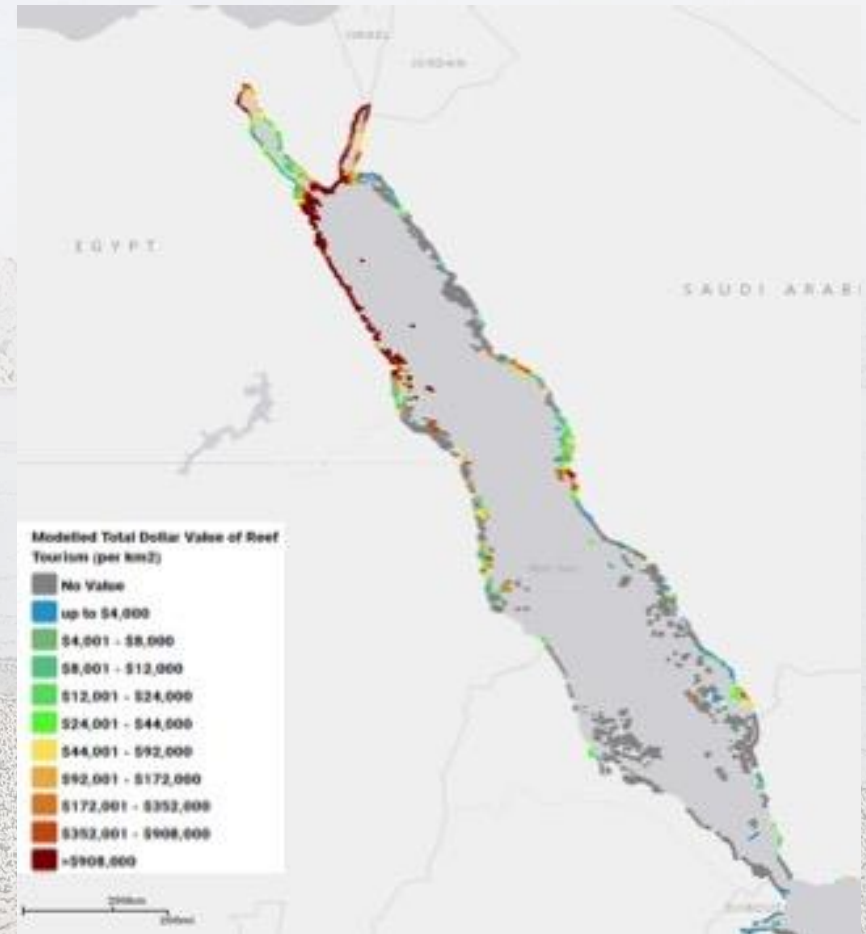 ISRAEL
JORDAN
EGYPT
SAUDI ARABI
Modelled Total Dollar Value of Reef
Tourism (per km2)
No Value
up to $4,000
$4,001 - $8,000
$8,001 - $12,000
$12,001 - $24,000
$24,001 - $44,000
$44,001 - $92,000
$92,001 - $172,000
$172,001 - $352,000
$352,001 - $908,000
>$908,000